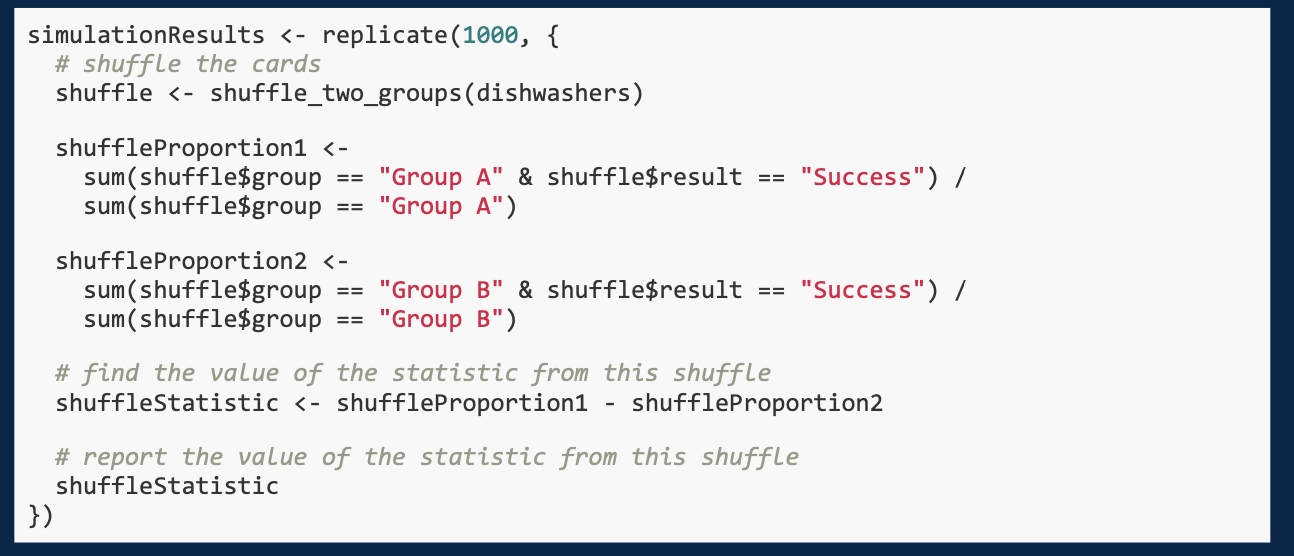 simulationResults <- replicate(1000, {
  # shuffle the cards
  shuffle <- shuffle_two_groups(dishwashers)

  shuffleProportion1 <-
    sum(shuffle$group == "Group A" & shuffle$result == "Success") /
    sum(shuffle$group == "Group A")

  shuffleProportion2 <-
    sum(shuffle$group == "Group B" & shuffle$result == "Success") /
    sum(shuffle$group == "Group B")

  # find the value of the statistic from this shuffle
  shuffleStatistic <- shuffleProportion1 - shuffleProportion2

  # report the value of the statistic from this shuffle
  shuffleStatistic
})